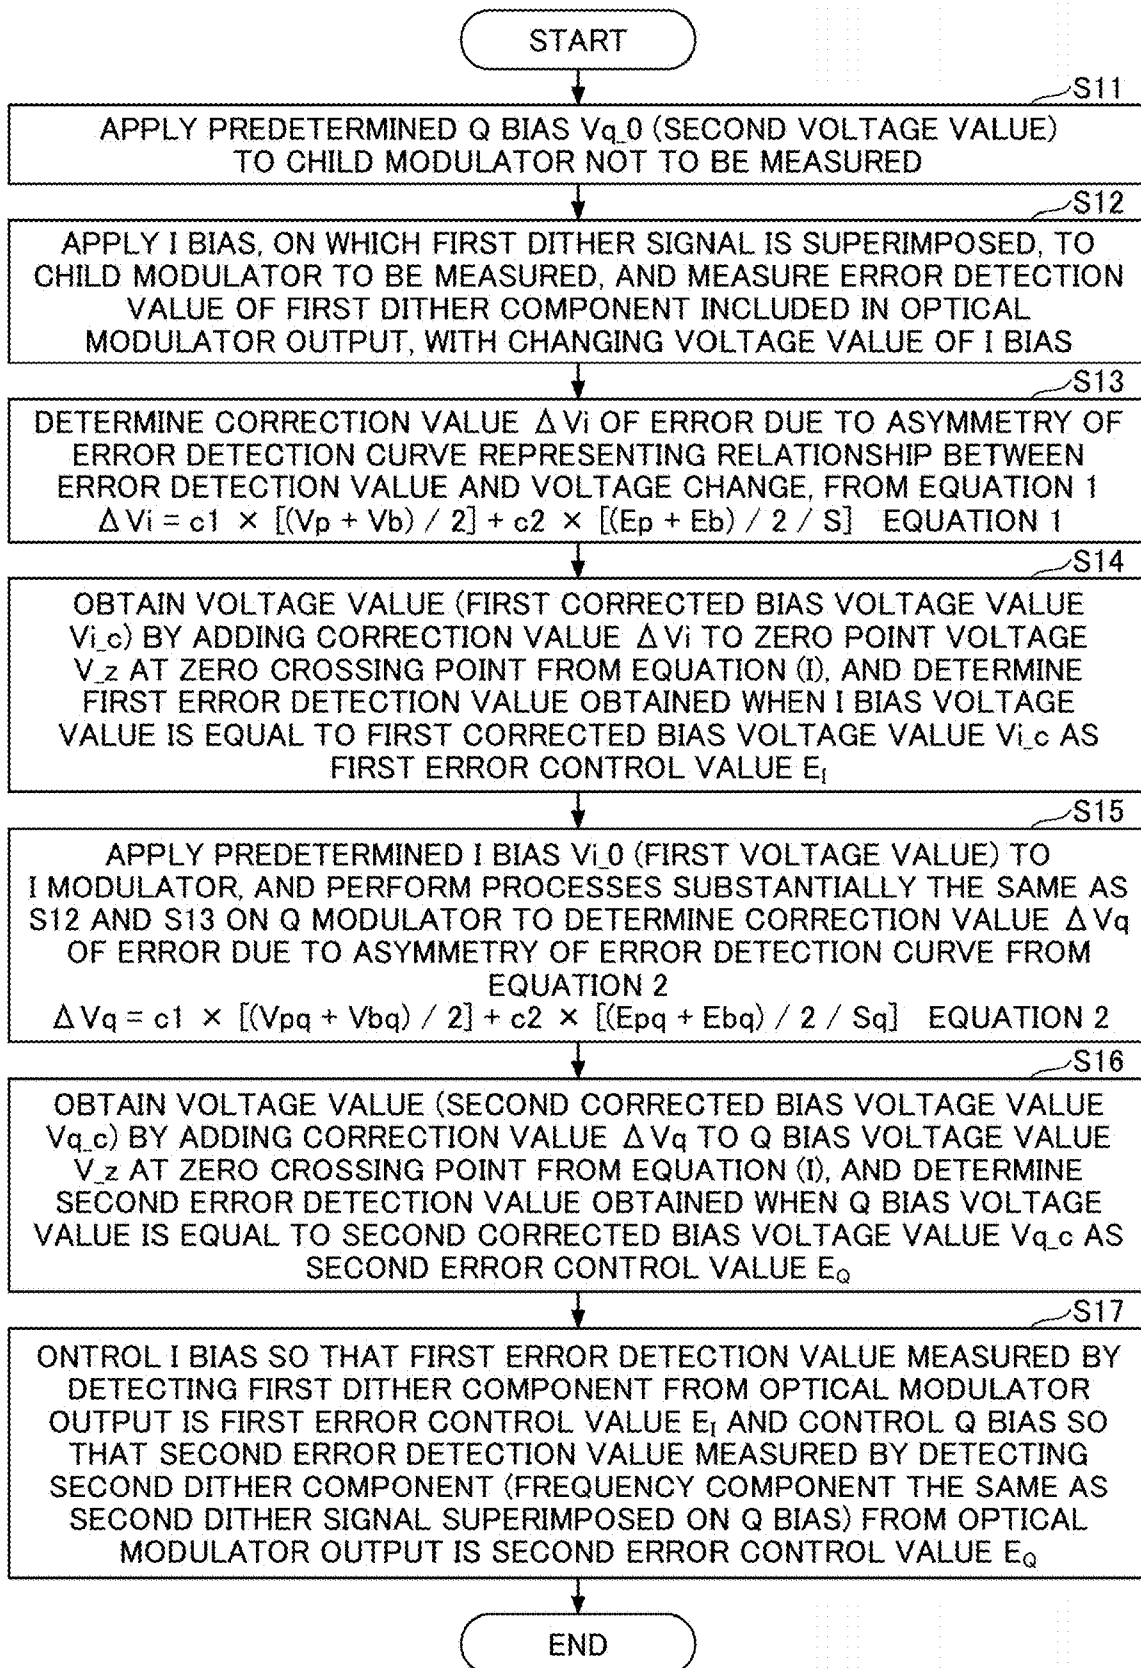 START
S11
APPLY PREDETERMINED Q BIAS Vq_0 (SECOND VOLTAGE VALUE)
TO CHILD MODULATOR NOT TO BE MEASURED
S12
APPLY I BIAS, ON WHICH FIRST DITHER SIGNAL IS SUPERIMPOSED, TO
CHILD MODULATOR TO BE MEASURED, AND MEASURE ERROR DETECTION
VALUE OF FIRST DITHER COMPONENT INCLUDED IN OPTICAL
MODULATOR OUTPUT, WITH CHANGING VOLTAGE VALUE OF I BIAS
S13
DETERMINE CORRECTION VALUE ΔVi OF ERROR DUE TO ASYMMETRY OF
ERROR DETECTION CURVE REPRESENTING RELATIONSHIP BETWEEN
ERROR DETECTION VALUE AND VOLTAGE CHANGE, FROM EQUATION 1
ΔVi = c1 × [(Vp + Vb) / 2] + c2 × [(Ep + Eb) / 2 / S] EQUATION 1
S14
OBTAIN VOLTAGE VALUE (FIRST CORRECTED BIAS VOLTAGE VALUE
Vi_c) BY ADDING CORRECTION VALUE ΔVi TO ZERO POINT VOLTAGE
V_z AT ZERO CROSSING POINT FROM EQUATION (I), AND DETERMINE
FIRST ERROR DETECTION VALUE OBTAINED WHEN I BIAS VOLTAGE
VALUE IS EQUAL TO FIRST CORRECTED BIAS VOLTAGE VALUE Vi_c AS
FIRST ERROR CONTROL VALUE E_I
S15
APPLY PREDETERMINED I BIAS Vi_0 (FIRST VOLTAGE VALUE) TO
I MODULATOR, AND PERFORM PROCESSES SUBSTANTIALLY THE SAME AS
S12 AND S13 ON Q MODULATOR TO DETERMINE CORRECTION VALUE ΔVq
OF ERROR DUE TO ASYMMETRY OF ERROR DETECTION CURVE FROM
EQUATION 2
ΔVq = c1 × [(Vpq + Vbq) / 2] + c2 × [(Epq + Ebq) / 2 / Sq] EQUATION 2
S16
OBTAIN VOLTAGE VALUE (SECOND CORRECTED BIAS VOLTAGE VALUE
Vq_c) BY ADDING CORRECTION VALUE ΔVq TO Q BIAS VOLTAGE VALUE
V_z AT ZERO CROSSING POINT FROM EQUATION (I), AND DETERMINE
SECOND ERROR DETECTION VALUE OBTAINED WHEN Q BIAS VOLTAGE
VALUE IS EQUAL TO SECOND CORRECTED BIAS VOLTAGE VALUE Vq_c AS
SECOND ERROR CONTROL VALUE E_Q
S17
ONTROL I BIAS SO THAT FIRST ERROR DETECTION VALUE MEASURED BY
DETECTING FIRST DITHER COMPONENT FROM OPTICAL MODULATOR
OUTPUT IS FIRST ERROR CONTROL VALUE E_I AND CONTROL Q BIAS SO
THAT SECOND ERROR DETECTION VALUE MEASURED BY DETECTING
SECOND DITHER COMPONENT (FREQUENCY COMPONENT THE SAME AS
SECOND DITHER SIGNAL SUPERIMPOSED ON Q BIAS) FROM OPTICAL
MODULATOR OUTPUT IS SECOND ERROR CONTROL VALUE E_Q
END